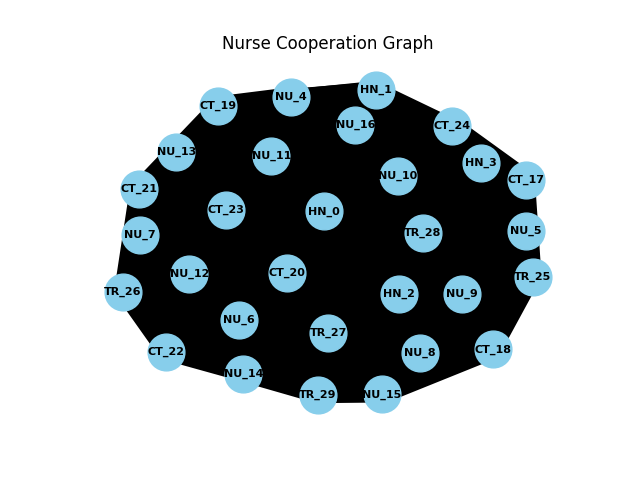 Nurse Cooperation Graph
HN_1
NU_4
CT_19
NU_16
CT_24
NU_13
NU_11
HN_3
NU_10
CT_17
CT_21
CT_23
HN_0
NU_5
TR_28
NU_7
CT_20
NU_12
TR_25
TR_26
HN_2
NU_9
NU_6
TR_27
CT_18
CT_22
NU_8
NU_14
NU_15
TR_29